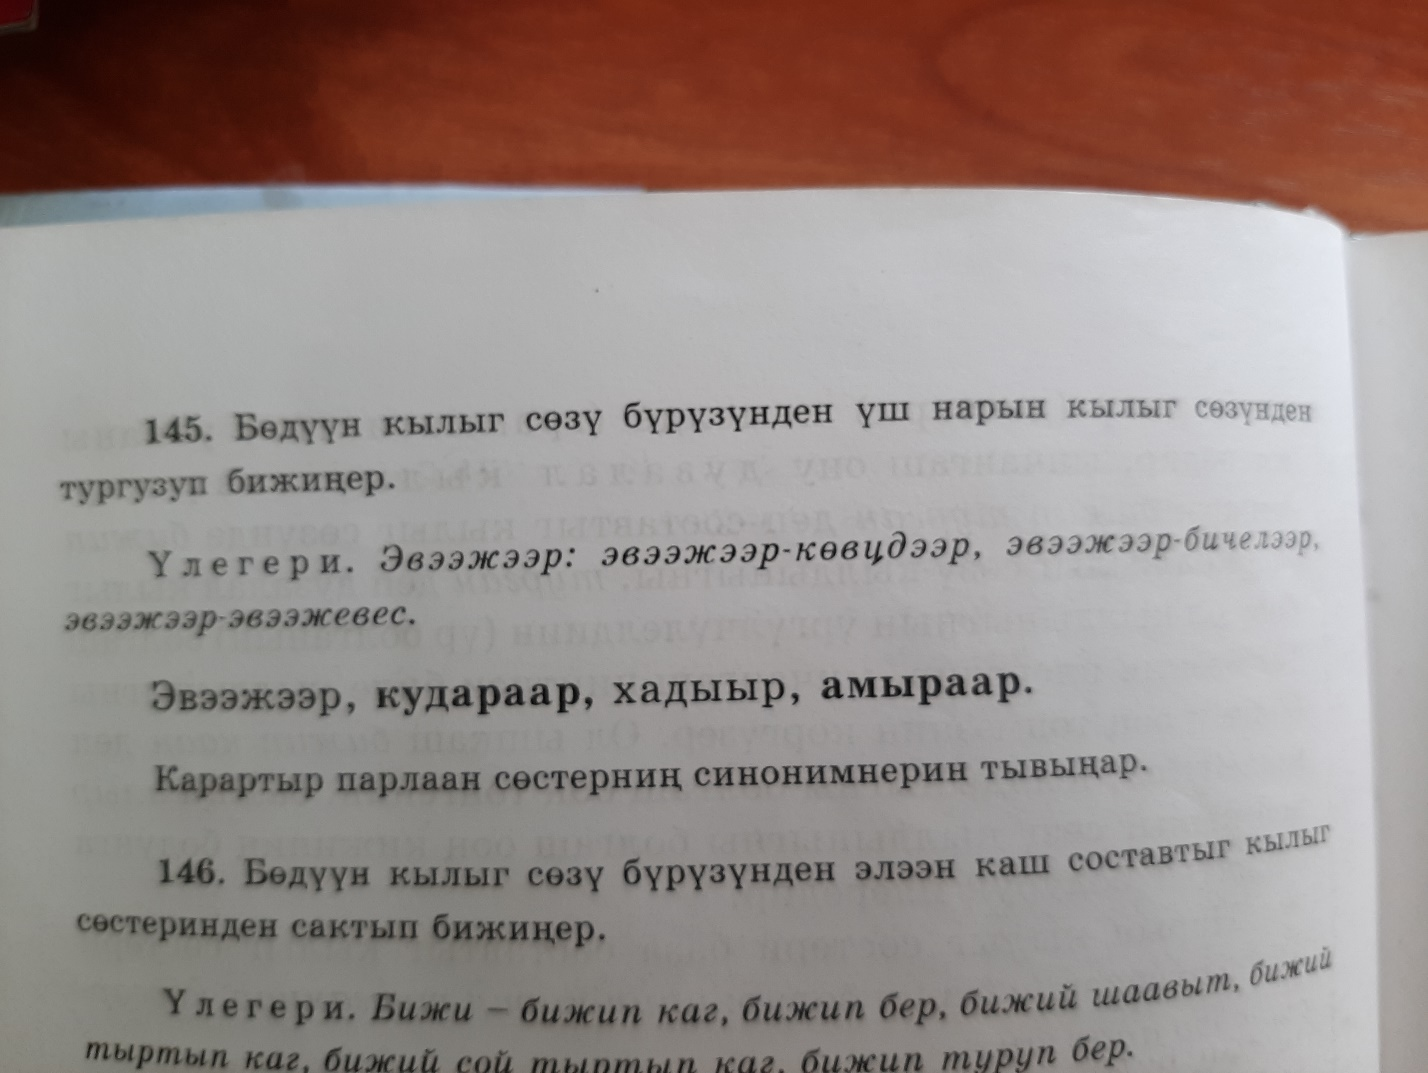 145. Бөдүүн кылыг сөзү бүрүзүнден үш нарын кылыг сөзүнден
тургузуп бижиңер.
Үлегери. Эвээжээр: эвээжээр-көвүдээр, эвээжээр-бичелээр,
эвээжээр-эвээжевес.
Эвээжээр, кудараар, хадыыр, амыраар.
Карартыр парлаан сөстерниң синонимнерин тывыңар.
146. Бөдүүн кылыг сөзү бүрүзүнден элээн каш составтыг кылыг
сөстеринден сактып бижиңер.
Үлегери. Бижи – бижип каг, бижип бер, бижий шаавыт, бижий
тыртып каг, бижий сой тыртып каг, бижип туруп бер.